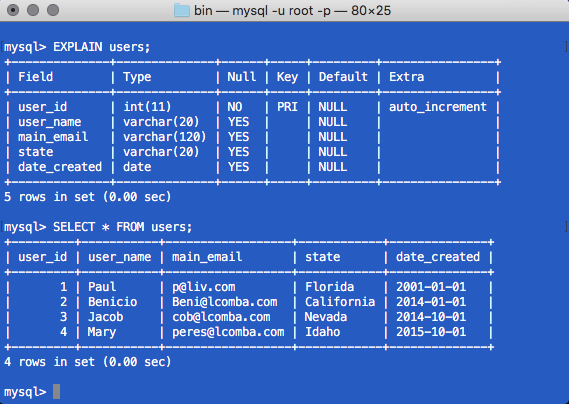 bin — mysql -u root -p — 80×25
mysql> EXPLAIN users;
+--------------+--------------+------+-----+---------+----------------+
| Field        | Type         | Null | Key | Default | Extra          |
+--------------+--------------+------+-----+---------+----------------+
| user_id      | int(11)      | NO   | PRI | NULL    | auto_increment |
| user_name    | varchar(20)  | YES  |     | NULL    |                |
| main_email   | varchar(120) | YES  |     | NULL    |                |
| state        | varchar(20)  | YES  |     | NULL    |                |
| date_created | date         | YES  |     | NULL    |                |
+--------------+--------------+------+-----+---------+----------------+
5 rows in set (0.00 sec)
mysql> SELECT * FROM users;
+---------+-----------+------------------+------------+--------------+
| user_id | user_name | main_email       | state      | date_created |
+---------+-----------+------------------+------------+--------------+
|       1 | Paul      | p@liv.com        | Florida    | 2001-01-01   |
|       2 | Benicio   | Beni@lcomba.com  | California | 2014-01-01   |
|       3 | Jacob     | cob@lcomba.com   | Nevada     | 2014-10-01   |
|       4 | Mary      | peres@lcomba.com | Idaho      | 2015-10-01   |
+---------+-----------+------------------+------------+--------------+
4 rows in set (0.00 sec)
mysql>